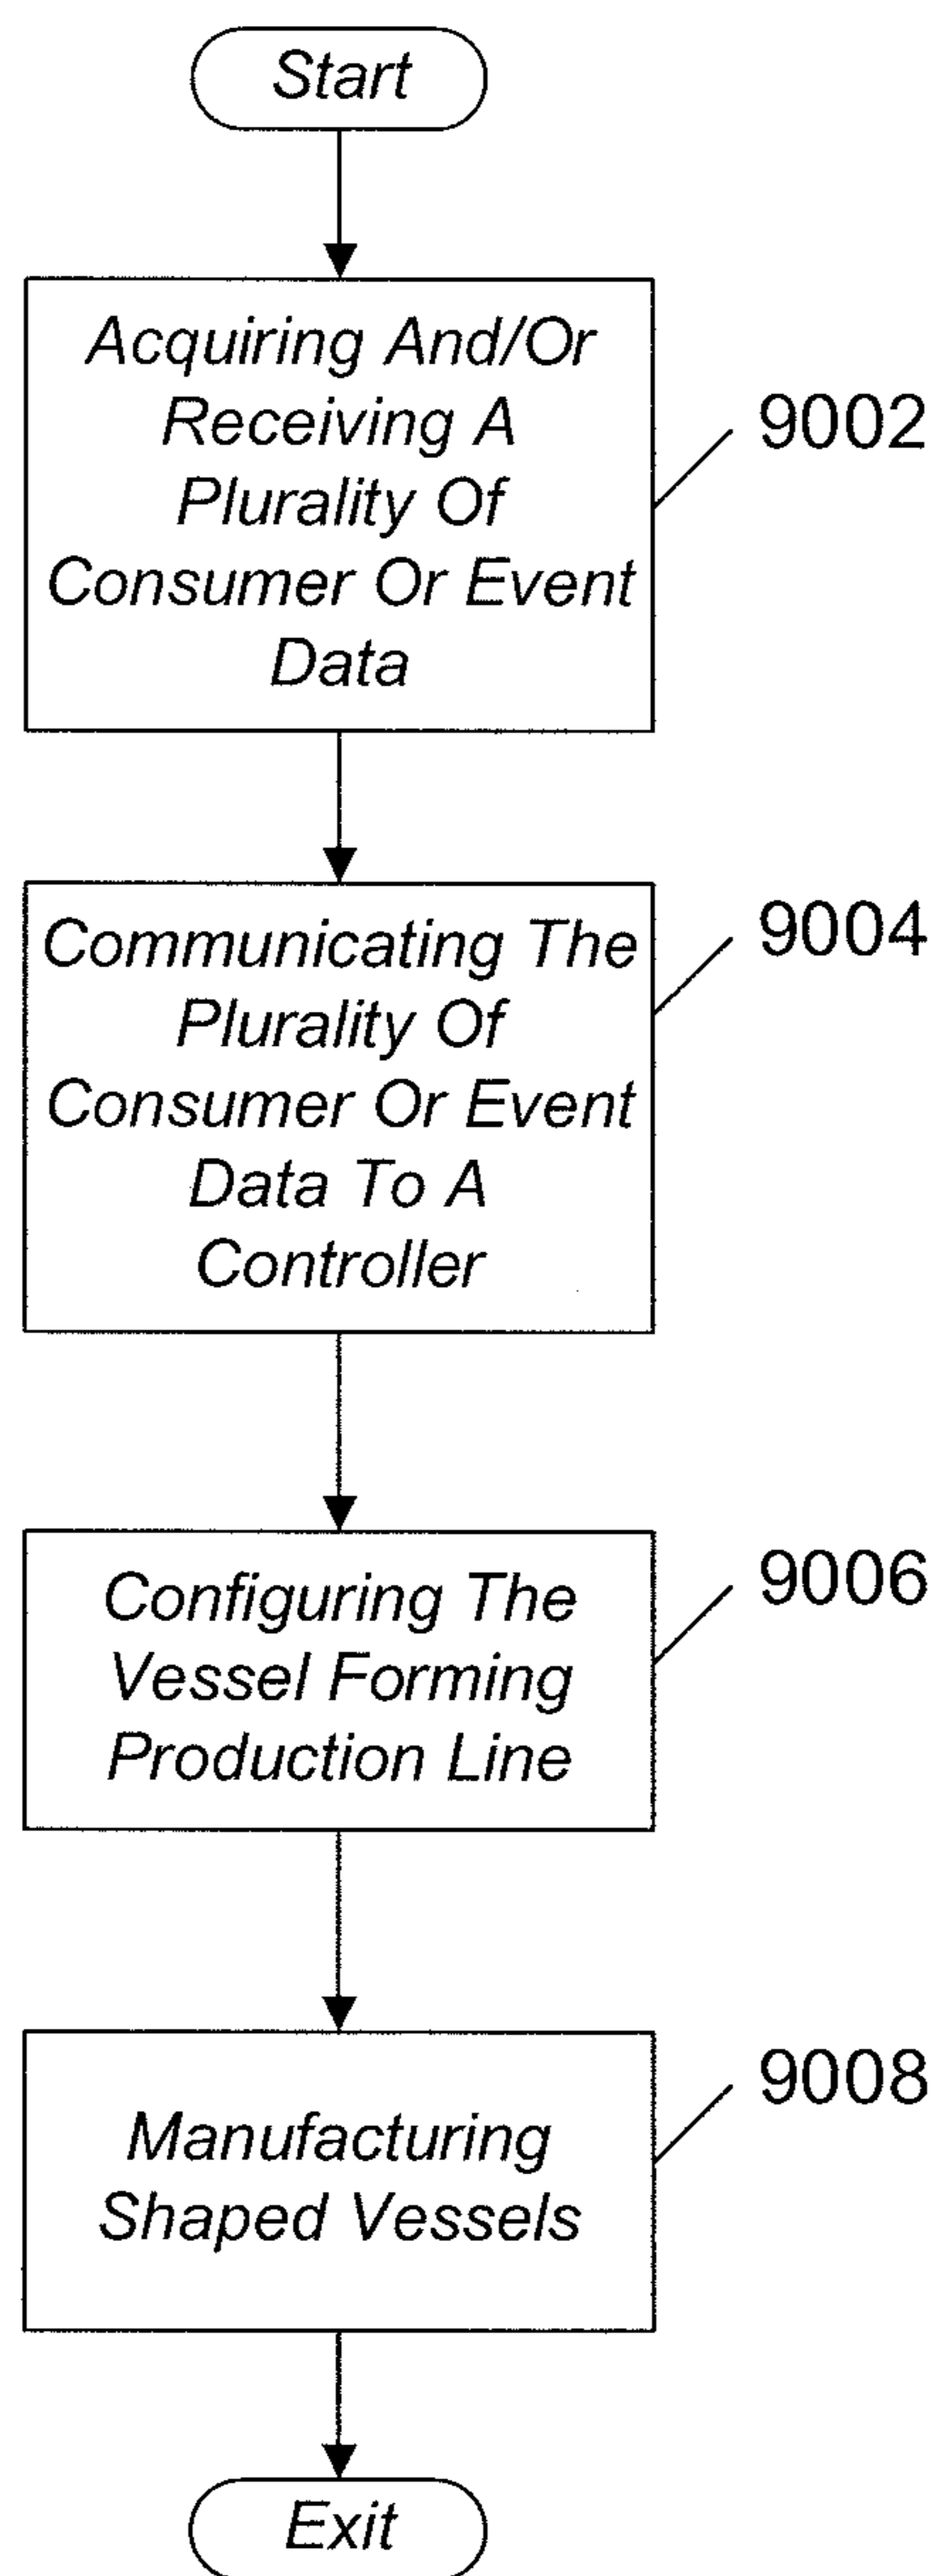 Start
Acquiring And/Or
Receiving A
Plurality Of
Consumer Or Event
Data
9002
Communicating The
Plurality Of
Consumer Or Event
Data To A
Controller
9004
Configuring The
Vessel Forming
Production Line
9006
Manufacturing
Shaped Vessels
9008
Exit